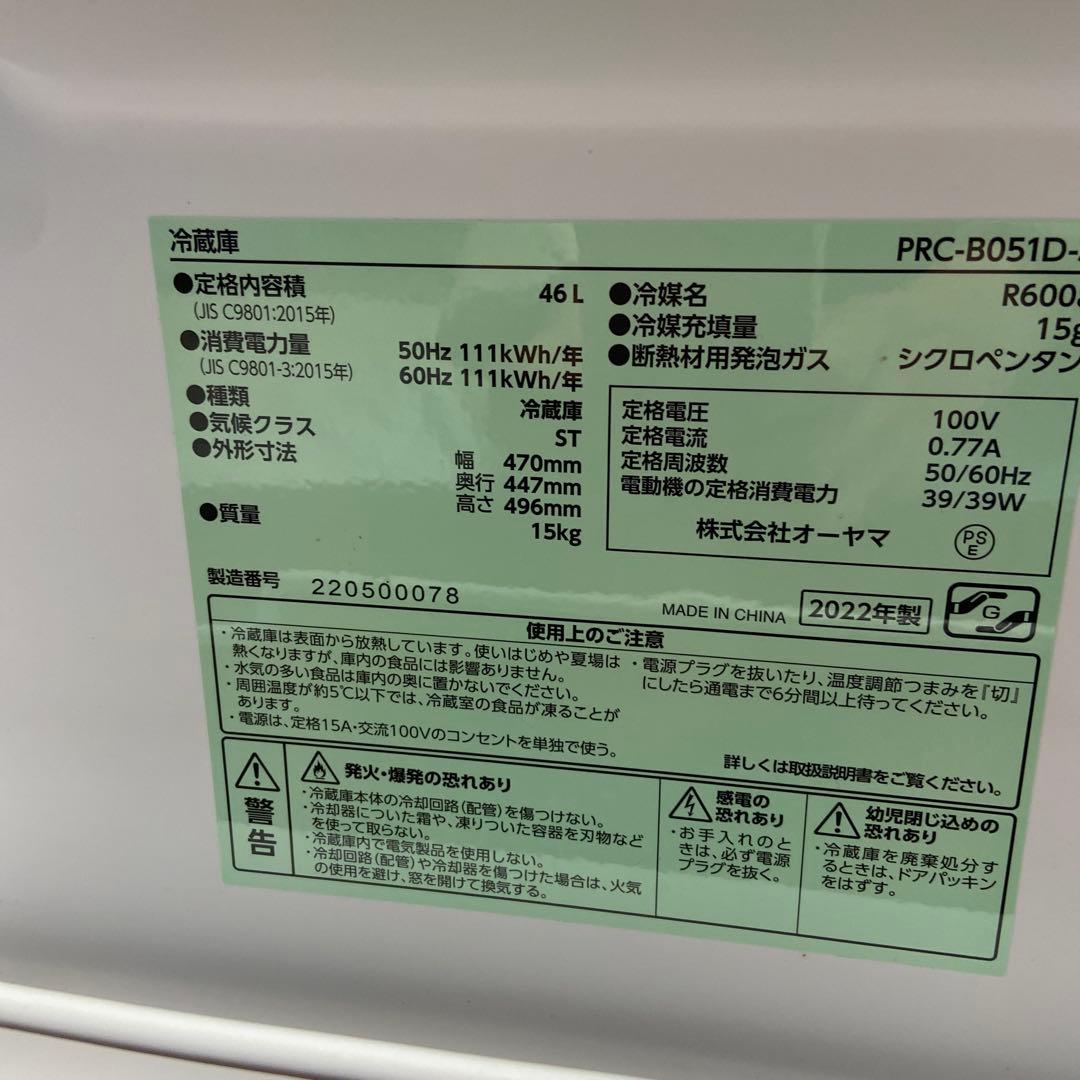 冷蔵庫
PRC-B051D-
●定格内容積 46 L
(JIS C9801:2015年)
●消費電力量 50Hz 111kWh/年
(JIS C9801-3:2015年) 60Hz 111kWh/年
●種類 冷蔵庫
●気候クラス ST
●外形寸法 幅 470mm
奥行 447mm
高さ 496mm
●質量 15kg
●冷媒名 R600a
●冷媒充填量 15g
●断熱材用発泡ガス シクロペンタン
定格電圧 100V
定格電流 0.77A
定格周波数 50/60Hz
電動機の定格消費電力 39/39W
株式会社オーヤマ
PS
E
製造番号 220500078
MADE IN CHINA
2022年製
G
使用上のご注意
・冷蔵庫は表面から放熱しています。使いはじめや夏場は
熱くなりますが、庫内の食品には影響ありません。
・水気の多い食品は庫内の奥に置かないでください。
・周囲温度が約5℃以下では、冷蔵室の食品が凍ることが
あります。
・電源は、定格15A・交流100Vのコンセントを単独で使う。
・電源プラグを抜いたり、温度調節つまみを『切』
にしたら通電まで6分間以上待ってください。
詳しくは取扱説明書をご覧ください。
警告
発火・爆発の恐れあり
・冷蔵庫本体の冷却回路(配管)を傷つけない。
・冷却器についた霜や、凍りついた容器を刃物など
を使って取らない。
・冷蔵庫内で電気製品を使用しない。
・冷却回路(配管)や冷却器を傷つけた場合は、火気
の使用を避け、窓を開けて換気する。
感電の
恐れあり
・お手入れのと
きは、必ず電源
プラグを抜く。
幼児閉じ込めの
恐れあり
・冷蔵庫を廃棄処分す
るときは、ドアパッキン
をはずす。